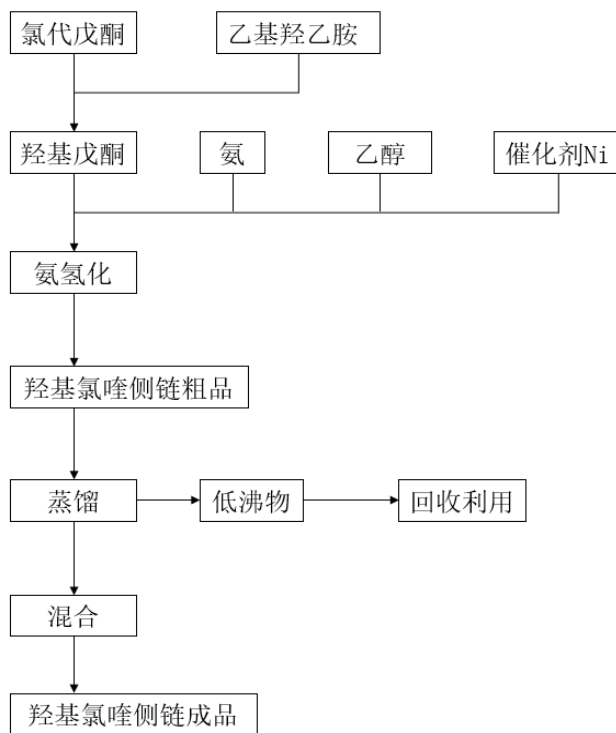 氯代戊酮
乙基羟乙胺
羟基戊酮
氨
乙醇
催化剂Ni
氨氢化
羟基氯喹侧链粗品
蒸馏
低沸物
回收利用
混合
羟基氯喹侧链成品